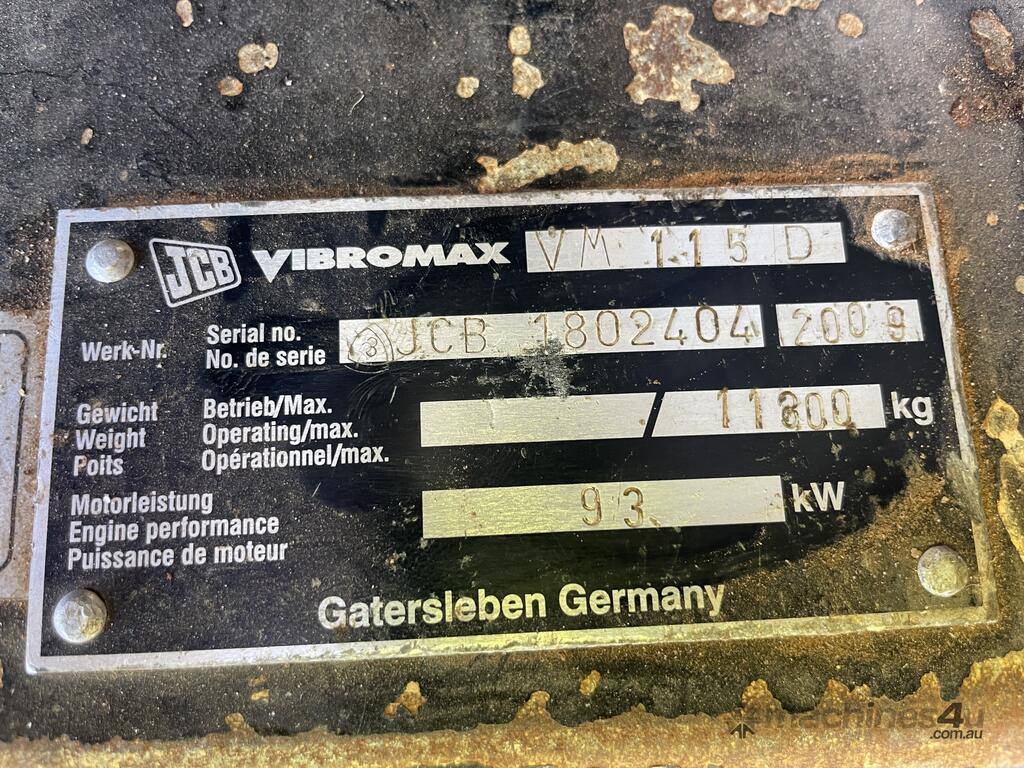 JCB VIBROMAX VM 115 D
Werk-Nr. Serial no. No. de serie JCB 1802404 2009
Gewicht Betrieb/Max.
Weight Operating/max. / 11800 kg
Poits Opérationnel/max.
Motorleistung
Engine performance 93 kW
Puissance de moteur
Gatersleben Germany
machines4u
.com.au